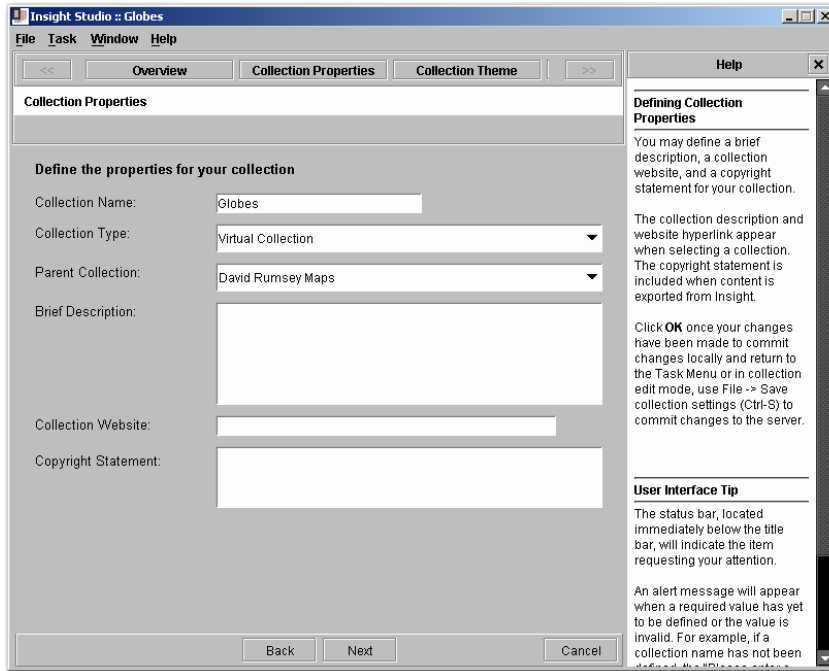 Insight Studio :: Globes
File Task Window Help
<< Overview Collection Properties Collection Theme >>
Collection Properties
Define the properties for your collection
Collection Name: Globes
Collection Type: Virtual Collection
Parent Collection: David Rumsey Maps
Brief Description:
Collection Website:
Copyright Statement:
Back Next Cancel
Help
Defining Collection
Properties
You may define a brief
description, a collection
website, and a copyright
statement for your collection.
The collection description and
website hyperlink appear
when selecting a collection.
The copyright statement is
included when content is
exported from Insight.
Click OK once your changes
have been made to commit
changes locally and return to
the Task Menu or in collection
edit mode, use File -> Save
collection settings (Ctrl-S) to
commit changes to the server.
User Interface Tip
The status bar, located
immediately below the title
bar, will indicate the item
requesting your attention.
An alert message will appear
when a required value has yet
to be defined or the value is
invalid. For example, if a
collection name has not been